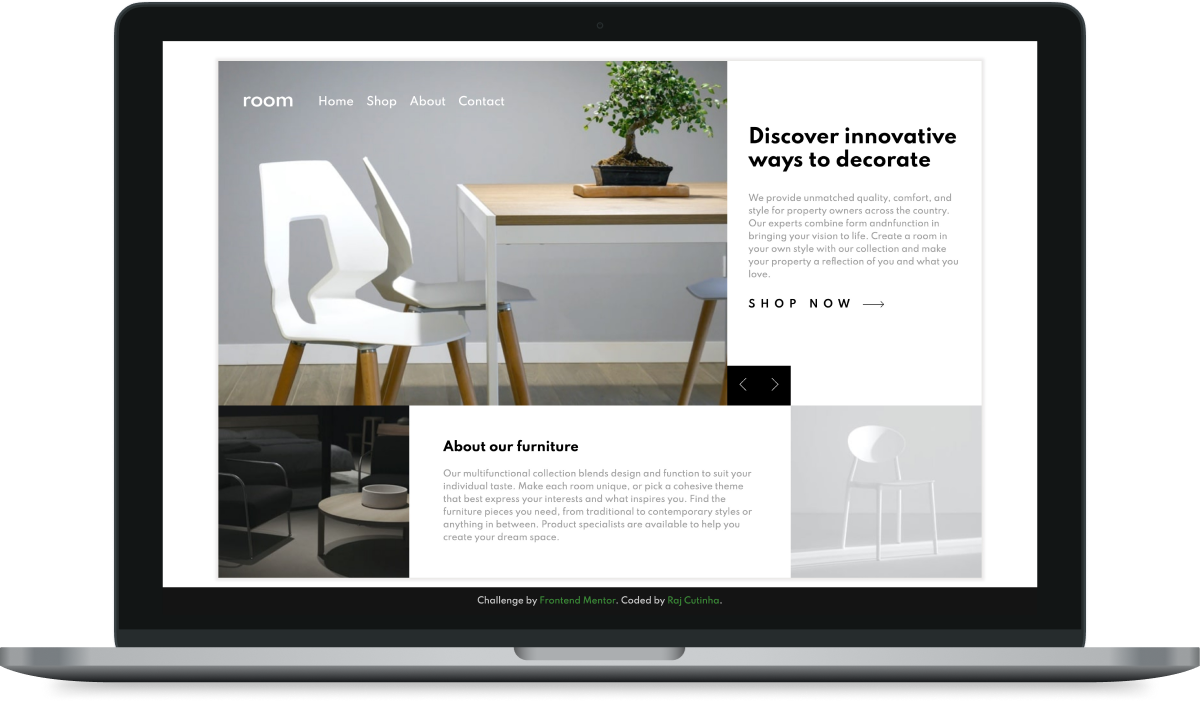 room
Home Shop About Contact
Discover innovative
ways to decorate
We provide unmatched quality, comfort, and
style for property owners across the country.
Our experts combine form andnfunction in
bringing your vision to life. Create a room in
your own style with our collection and make
your property a reflection of you and what you
love.
SHOP NOW
About our furniture
Our multifunctional collection blends design and function to suit your
individual taste. Make each room unique, or pick a cohesive theme
that best express your interests and what inspires you. Find the
furniture pieces you need, from traditional to contemporary styles or
anything in between. Product specialists are available to help you
create your dream space.
Challenge by Frontend Mentor. Coded by Raj Cutinha.